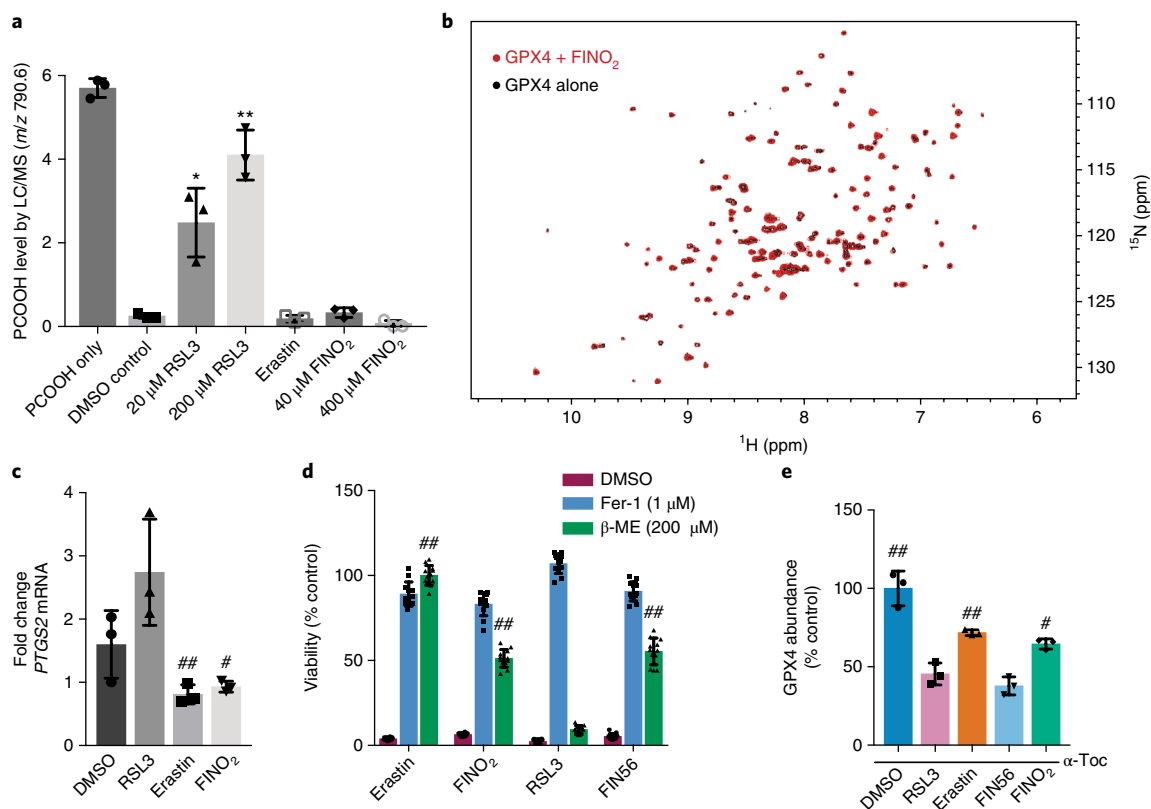 a
PCOOH level by LC/MS (m/z 790.6)
6
4
2
0
*
**
PCOOH only
DMSO control
20 μM RSL3
200 μM RSL3
Erastin
40 μM FINO2
400 μM FINO2
b
GPX4 + FINO2
GPX4 alone
110
115
120
125
130
15N (ppm)
10
9
8
7
6
1H (ppm)
c
Fold change
PTGS2 mRNA
4
3
2
1
0
##
#
DMSO
RSL3
Erastin
FINO2
d
DMSO
Fer-1 (1 μM)
β-ME (200 μM)
Viability (% control)
150
100
50
0
##
##
##
Erastin
FINO2
RSL3
FIN56
e
GPX4 abundance
(% control)
150
100
50
0
##
##
#
DMSO
RSL3
Erastin
FIN56
FINO2
α-Toc